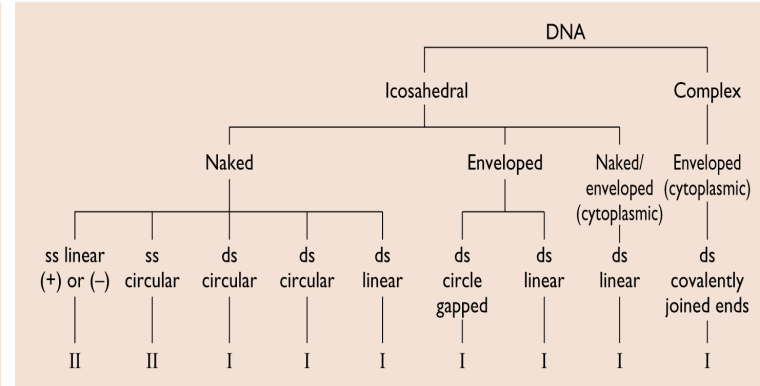 DNA
Icosahedral Complex
Naked Enveloped Naked/ Enveloped
enveloped (cytoplasmic)
(cytoplasmic)
ss linear ss ds ds ds ds ds ds ds
(+) or (–) circular circular circular linear circle linear linear covalently
gapped joined ends
II II I I I I I I I